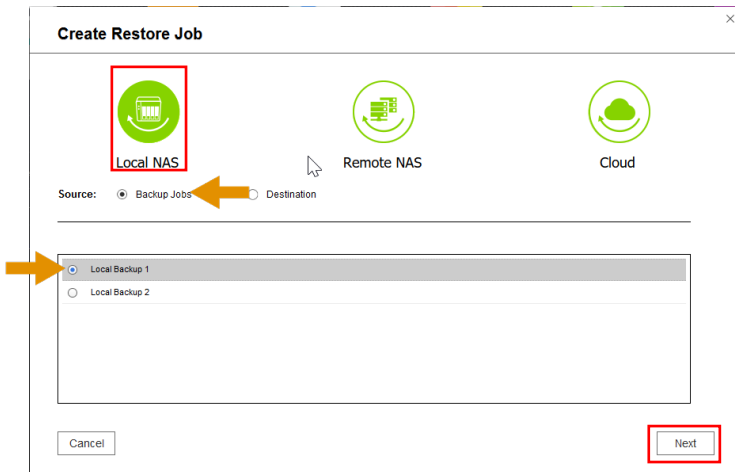 Create Restore Job
Local NAS Remote NAS Cloud
Source: Backup Jobs Destination
Local Backup 1
Local Backup 2
Cancel Next